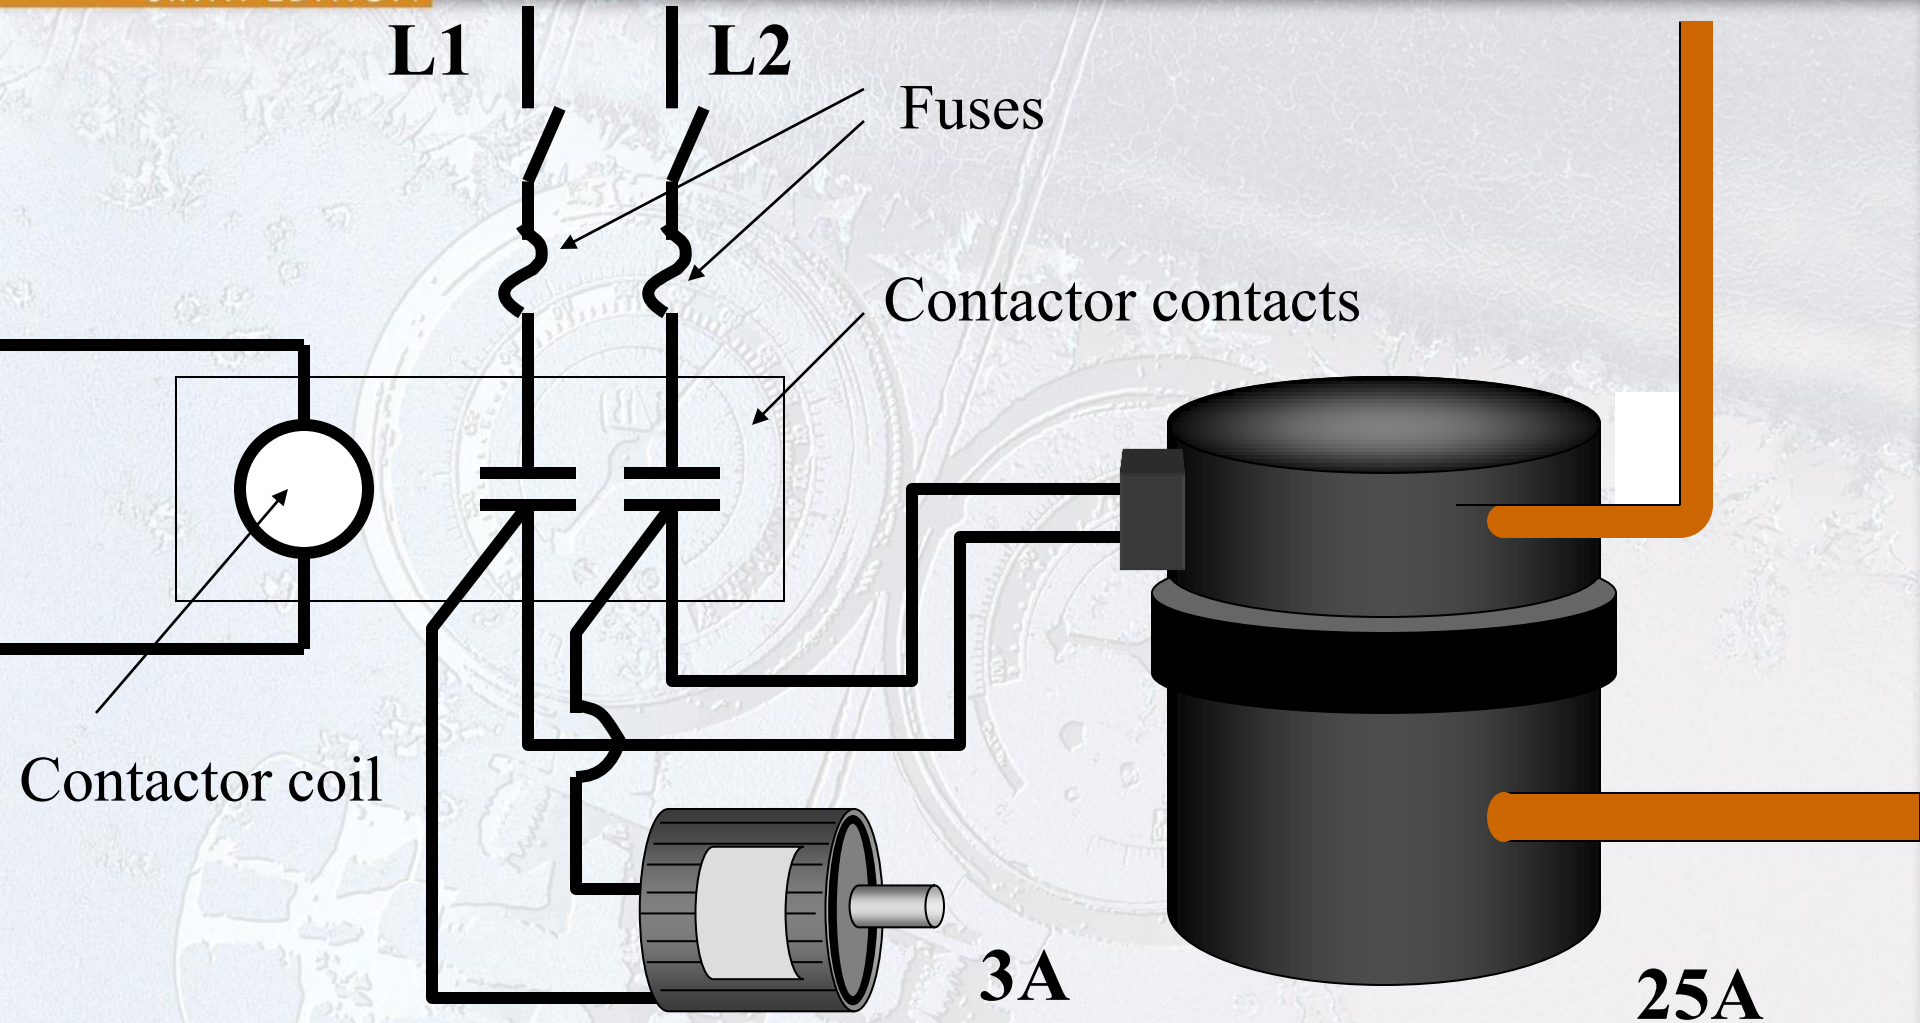 L1
L2
Fuses
Contactor contacts
Contactor coil
3A
25A